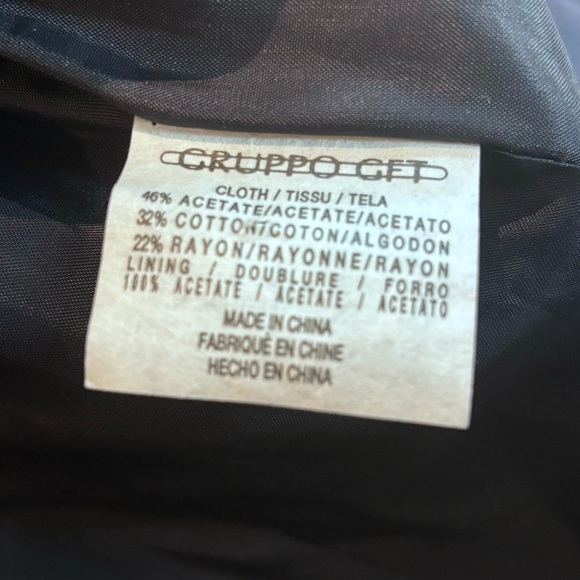 GRUPPO GFT
CLOTH / TISSU / TELA
46% ACETATE/ACETATE/ACETATO
32% COTTON/COTON/ALGODON
22% RAYON/RAYONNE/RAYON
LINING / DOUBLURE / FORRO
100% ACETATE / ACETATE / ACETATO
MADE IN CHINA
FABRIQUÉ EN CHINE
HECHO EN CHINA